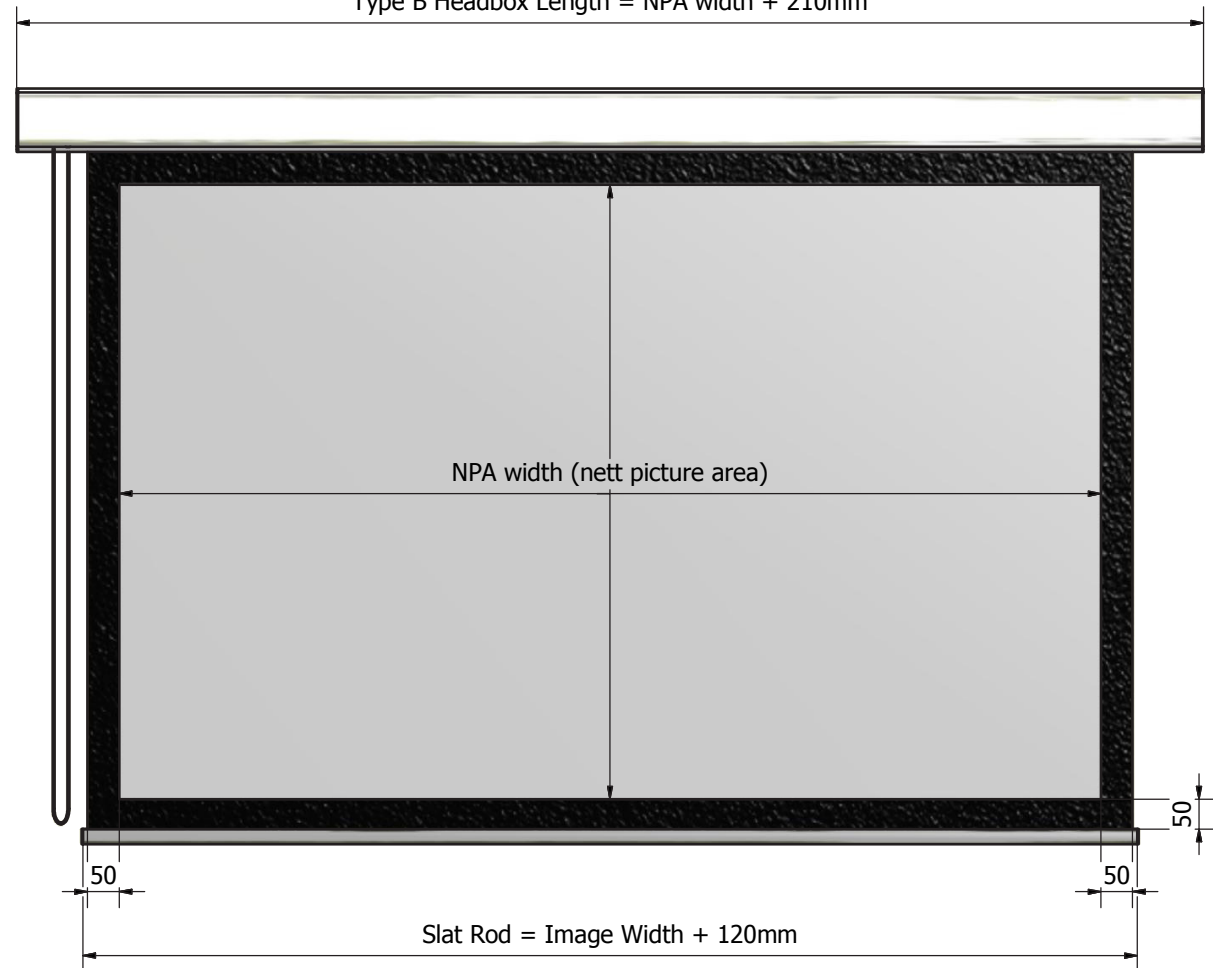 Type B Headbox Length = NPA width + 210mm
NPA width (nett picture area)
50
50
50
Slat Rod = Image Width + 120mm